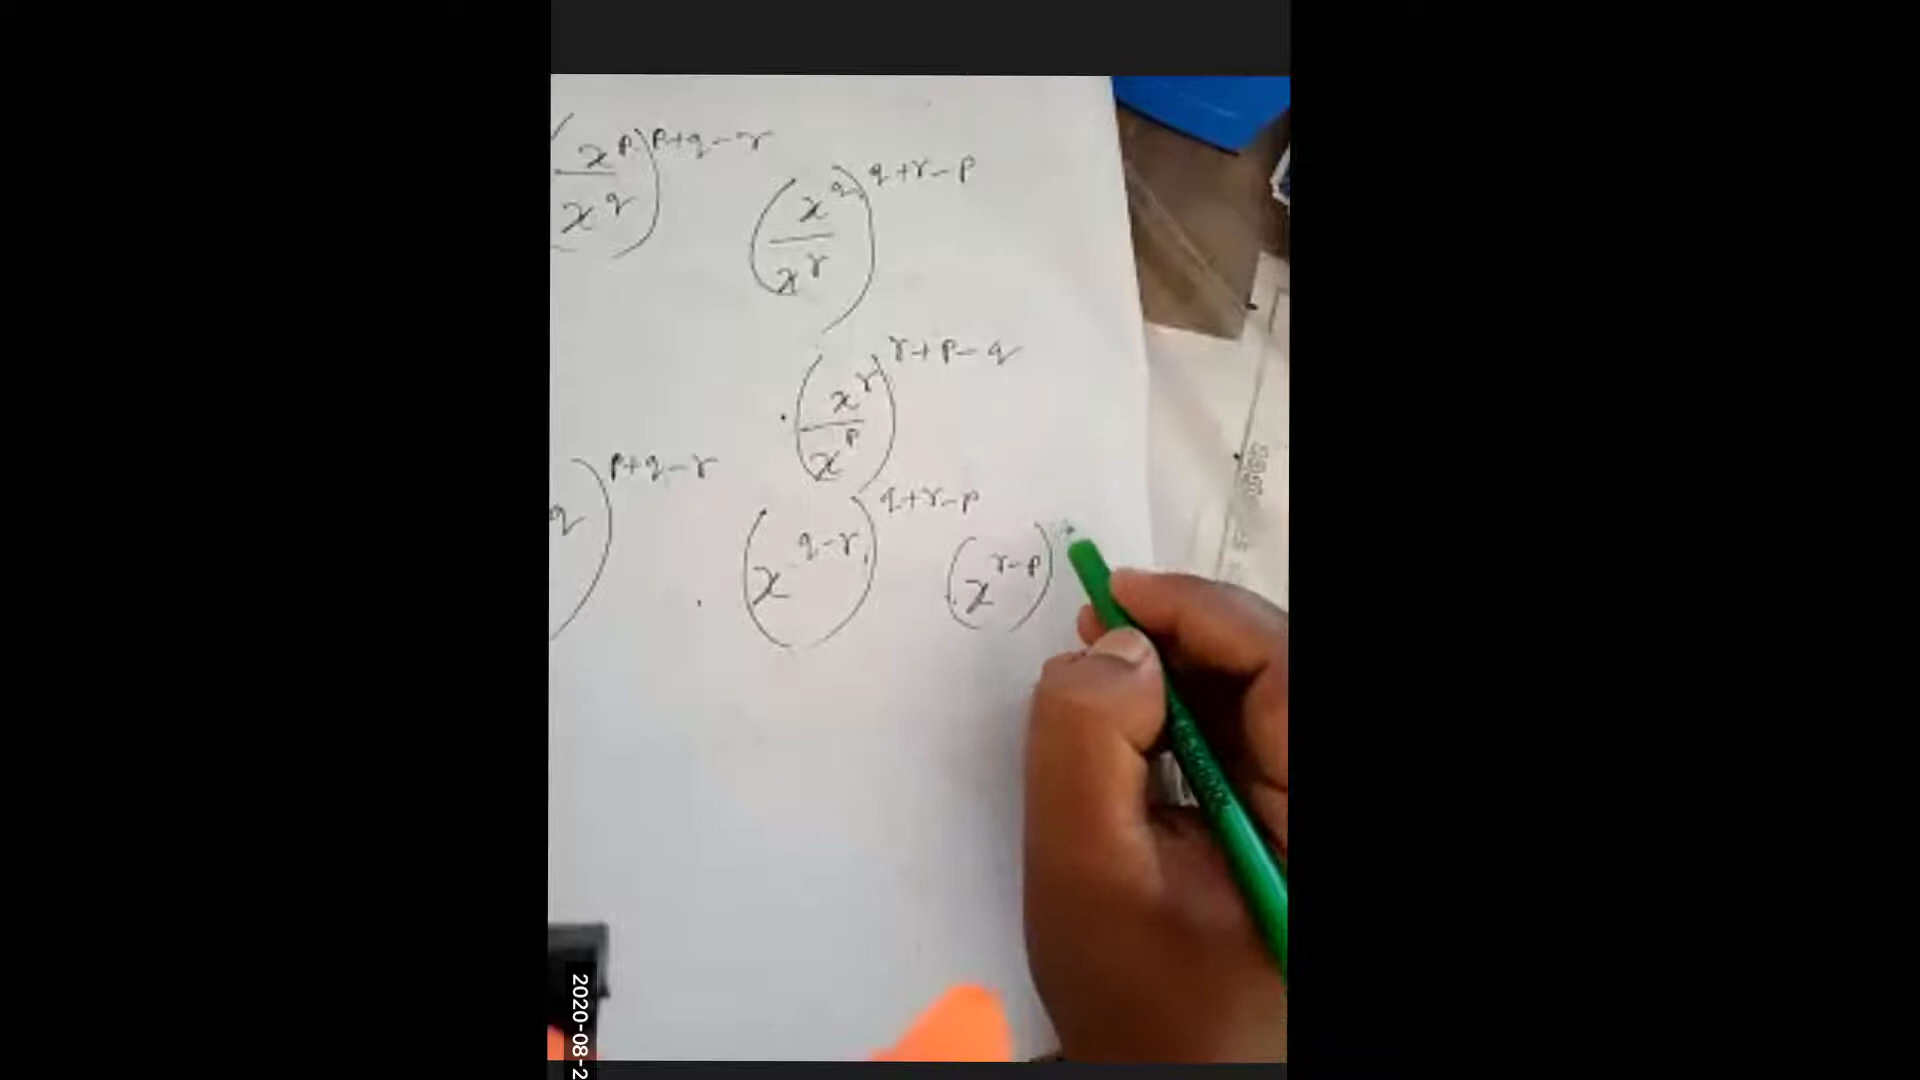 (x^p/x^q)^{p+q-r} (x^q/x^r)^{q+r-p}
· (x^r/x^p)^{r+p-q}
q)^{p+q-r} · (x^{q-r})^{q+r-p} (x^{r-p})
2020-08-2